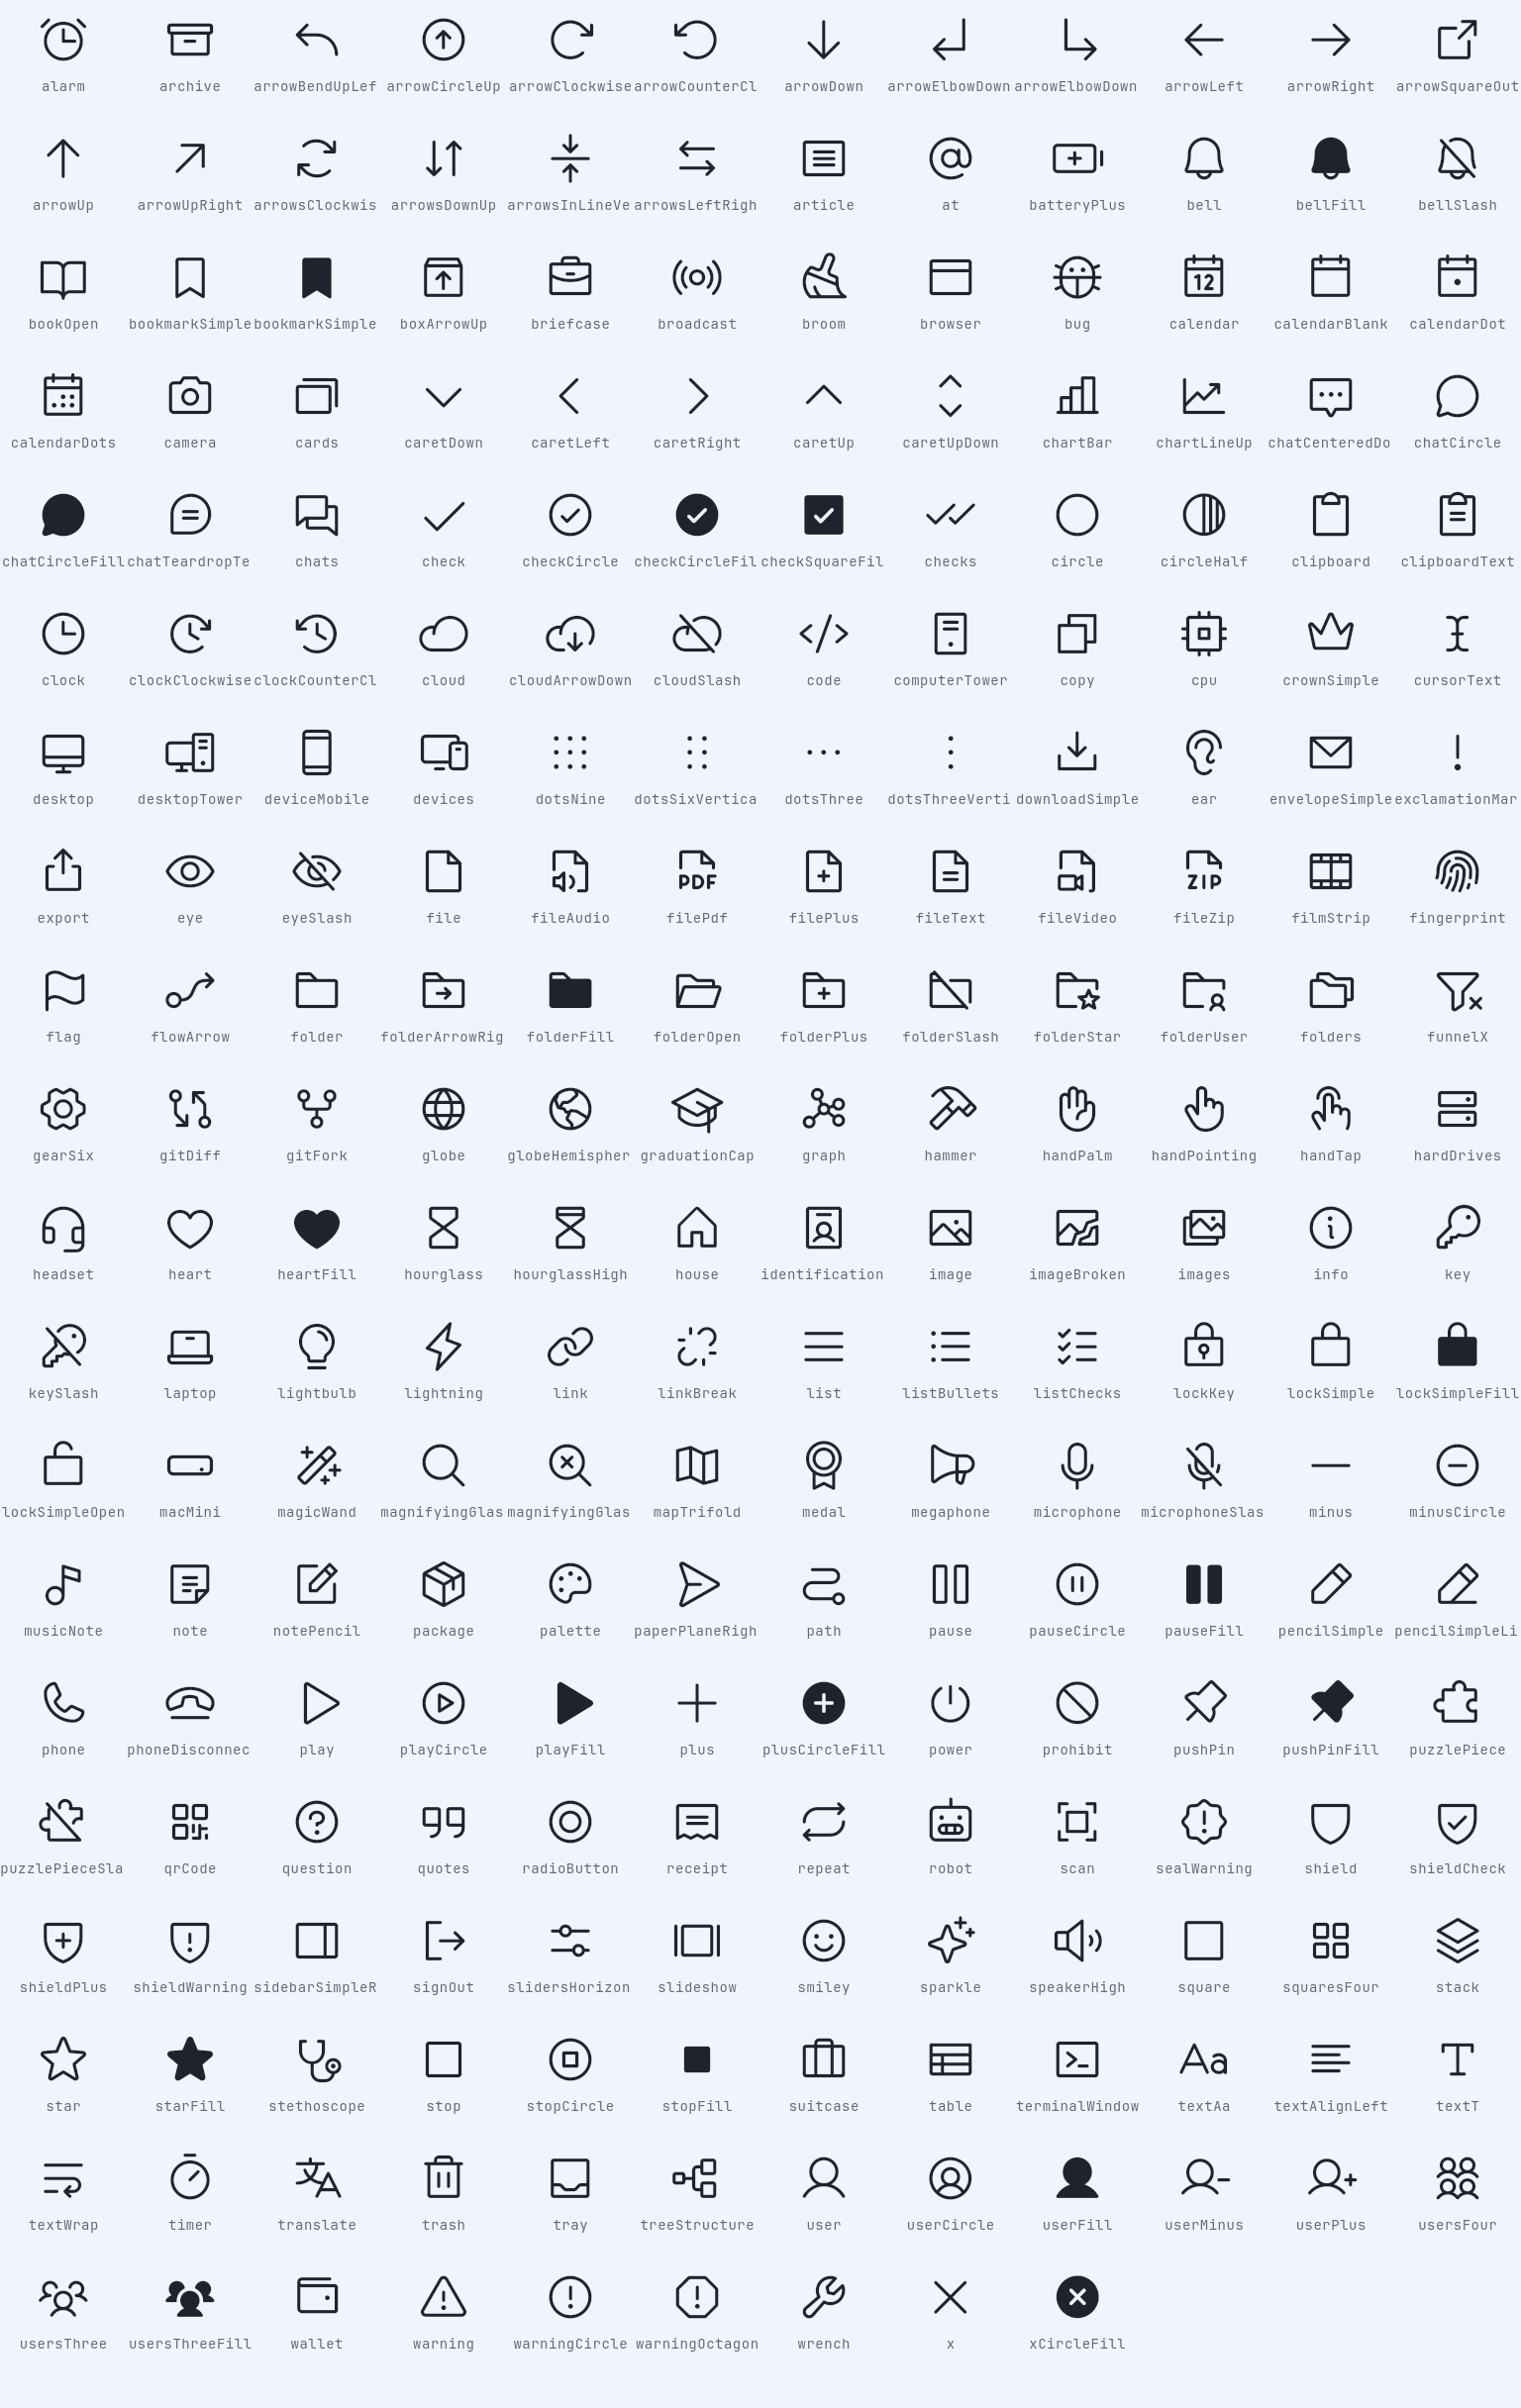 alarm archive arrowBendUpLef arrowCircleUp arrowClockwise arrowCounterCl arrowDown arrowElbowDown arrowElbowDown arrowLeft arrowRight arrowSquareOut
arrowUp arrowUpRight arrowsClockwis arrowsDownUp arrowsInLineVe arrowsLeftRigh article at batteryPlus bell bellFill bellSlash
12
bookOpen bookmarkSimple bookmarkSimple boxArrowUp briefcase broadcast broom browser bug calendar calendarBlank calendarDot
calendarDots camera cards caretDown caretLeft caretRight caretUp caretUpDown chartBar chartLineUp chatCenteredDo chatCircle
chatCircleFill chatTeardropTe chats check checkCircle checkCircleFil checkSquareFil checks circle circleHalf clipboard clipboardText
clock clockClockwise clockCounterCl cloud cloudArrowDown cloudSlash code computerTower copy cpu crownSimple cursorText
desktop desktopTower deviceMobile devices dotsNine dotsSixVertica dotsThree dotsThreeVerti downloadSimple ear envelopeSimple exclamationMar
PDF ZIP
export eye eyeSlash file fileAudio filePdf filePlus fileText fileVideo fileZip filmStrip fingerprint
flag flowArrow folder folderArrowRig folderFill folderOpen folderPlus folderSlash folderStar folderUser folders funnelX
gearSix gitDiff gitFork globe globeHemispher graduationCap graph hammer handPalm handPointing handTap hardDrives
headset heart heartFill hourglass hourglassHigh house identification image imageBroken images info key
keySlash laptop lightbulb lightning link linkBreak list listBullets listChecks lockKey lockSimple lockSimpleFill
lockSimpleOpen macMini magicWand magnifyingGlas magnifyingGlas mapTrifold medal megaphone microphone microphoneSlas minus minusCircle
musicNote note notePencil package palette paperPlaneRigh path pause pauseCircle pauseFill pencilSimple pencilSimpleLi
phone phoneDisconnec play playCircle playFill plus plusCircleFill power prohibit pushPin pushPinFill puzzlePiece
puzzlePieceSla qrCode question quotes radioButton receipt repeat robot scan sealWarning shield shieldCheck
shieldPlus shieldWarning sidebarSimpleR signOut slidersHorizon slideshow smiley sparkle speakerHigh square squaresFour stack
Aa T
star starFill stethoscope stop stopCircle stopFill suitcase table terminalWindow textAa textAlignLeft textT
textWrap timer translate trash tray treeStructure user userCircle userFill userMinus userPlus usersFour
usersThree usersThreeFill wallet warning warningCircle warningOctagon wrench x xCircleFill